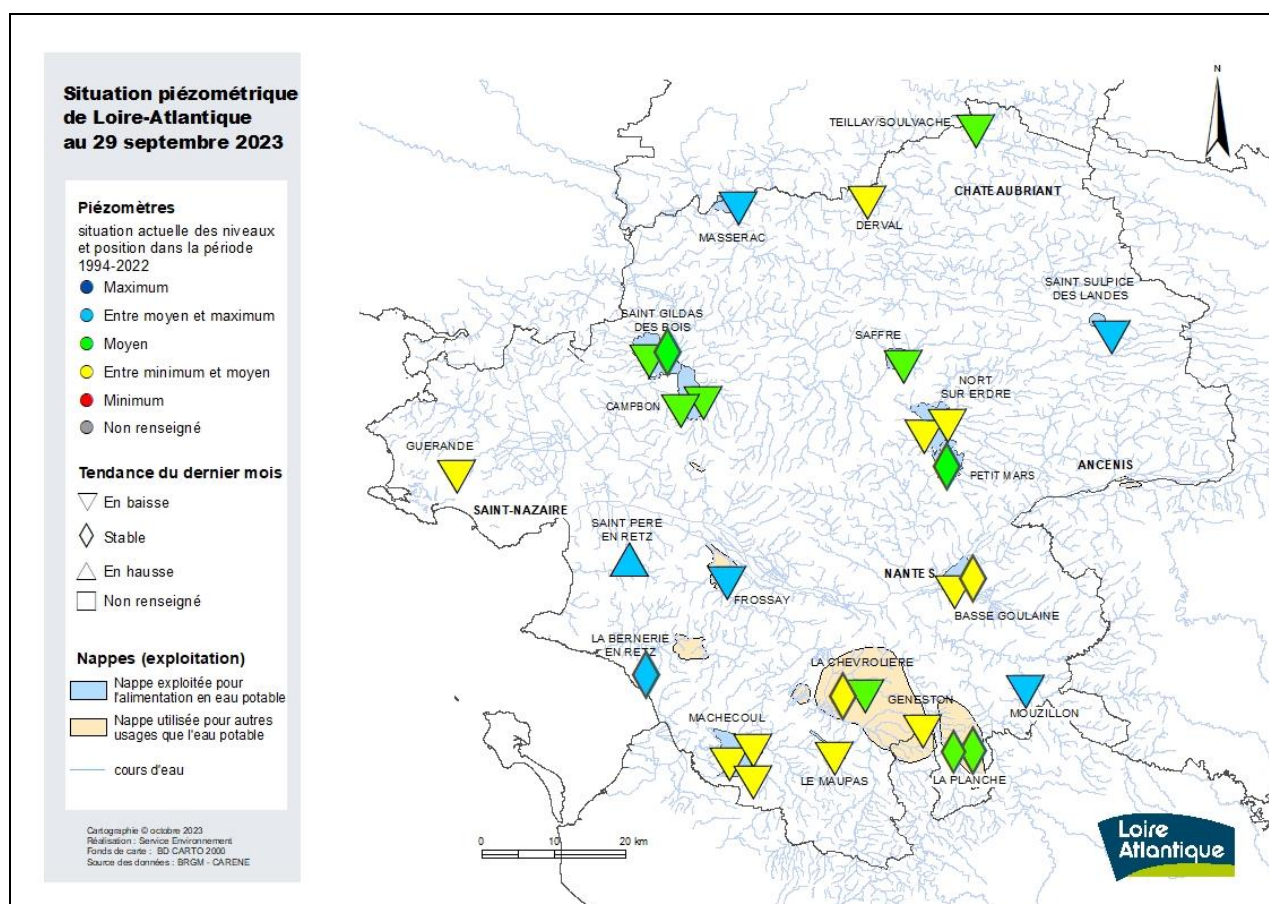 Situation piézométrique
de Loire-Atlantique
au 29 septembre 2023
Piézomètres
situation actuelle des niveaux
et position dans la période
1994-2022
Maximum
Entre moyen et maximum
Moyen
Entre minimum et moyen
Minimum
Non renseigné
Tendance du dernier mois
En baisse
Stable
En hausse
Non renseigné
Nappes (exploitation)
Nappe exploitée pour
l'alimentation en eau potable
Nappe utilisée pour autres
usages que l'eau potable
cours d'eau
Cartographie © octobre 2023
Réalisation : Service Environnement
Fonds de carte : BD CARTO 2000
Source des données : BRGM - CARENE
N
TEILLAY/SOULVACHE
CHATEAUBRIANT
MASSERAC
DERVAL
SAINT SULPICE
DES LANDES
SAINT GILDAS
DES BOIS
SAFFRE
NORT
SUR ERDRE
CAMPBON
GUERANDE
PETIT MARS
ANCENIS
SAINT-NAZAIRE
SAINT PERE
EN RETZ
FROSSAY
NANTES
BASSE GOULAINE
LA BERNERIE
EN RETZ
LA CHEVROLIERE
GENESTON
MOUZILLON
MACHECOUL
LE MAUPAS
LA PLANCHE
0 10 20 km
Loire
Atlantique